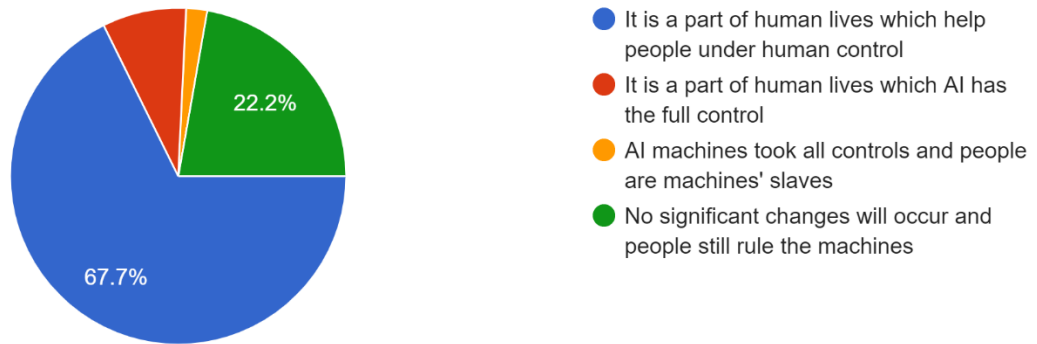 It is a part of human lives which help
people under human control
It is a part of human lives which AI has
the full control
AI machines took all controls and people
are machines' slaves
No significant changes will occur and
people still rule the machines
22.2%
67.7%